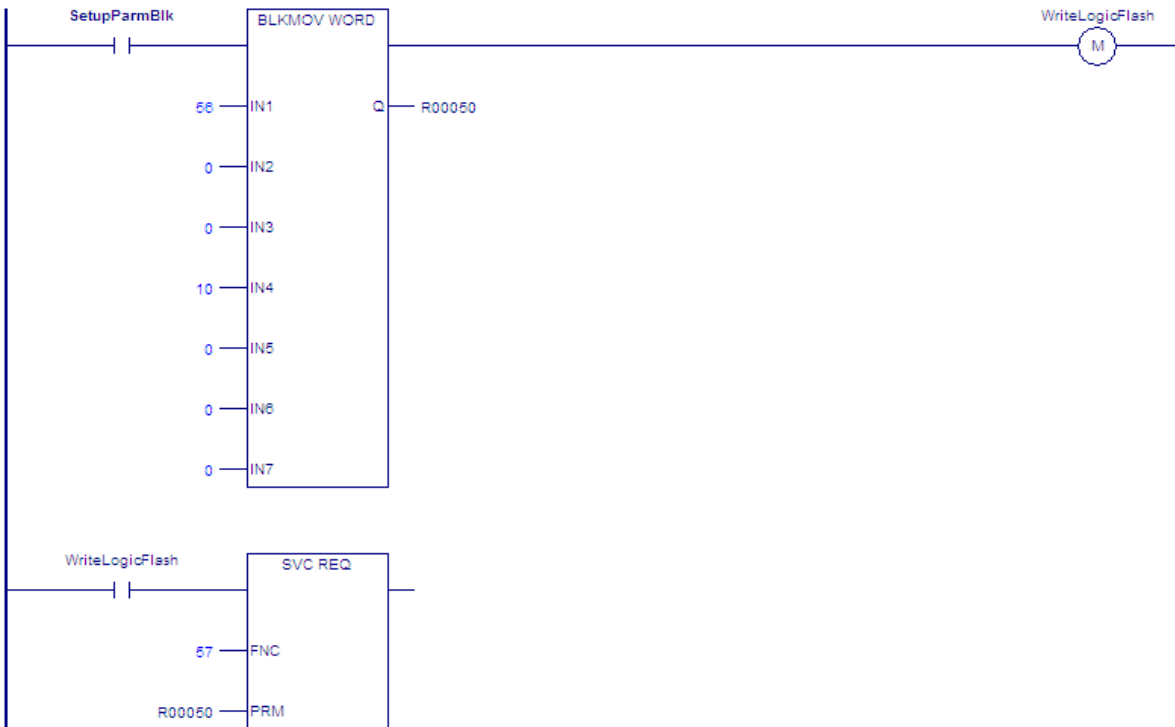 SetupParmBlk
BLKMOV WORD
WriteLogicFlash
M
56 IN1 Q R00050
0 IN2
0 IN3
10 IN4
0 IN5
0 IN6
0 IN7
WriteLogicFlash
SVC REQ
57 FNC
R00050 PRM